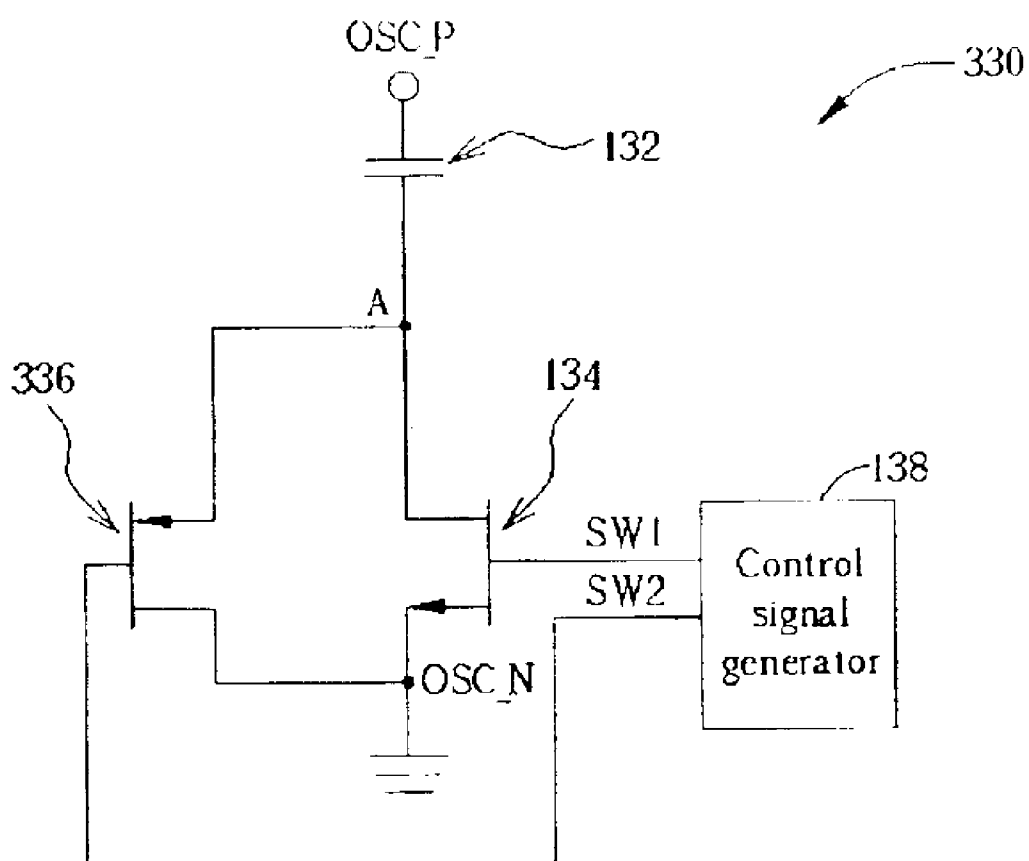 OSC_P
330
132
A
336
134
138
SW1
SW2
Control
signal
generator
OSC_N